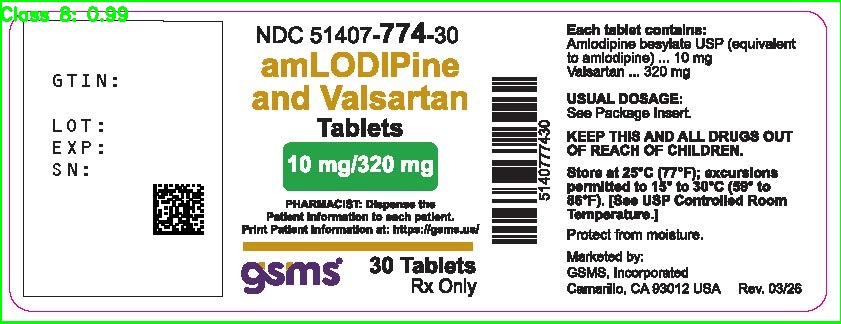 Class 8: 0.99
GTIN:
LOT:
EXP:
SN:
NDC 51407-774-30
amLODIPine
and Valsartan
Tablets
10 mg/320 mg
PHARMACIST: Dispense the
Patient Information to each patient.
Print Patient Information at: https://gsms.us/
gsms®
30 Tablets
Rx Only
5140777430
Each tablet contains:
Amlodipine besylate USP (equivalent
to amlodipine) ... 10 mg
Valsartan ... 320 mg
USUAL DOSAGE:
See Package Insert.
KEEP THIS AND ALL DRUGS OUT
OF REACH OF CHILDREN.
Store at 25°C (77°F); excursions
permitted to 15° to 30°C (59° to
86°F). [See USP Controlled Room
Temperature.]
Protect from moisture.
Marketed by:
GSMS, Incorporated
Camarillo, CA 93012 USA Rev. 03/26